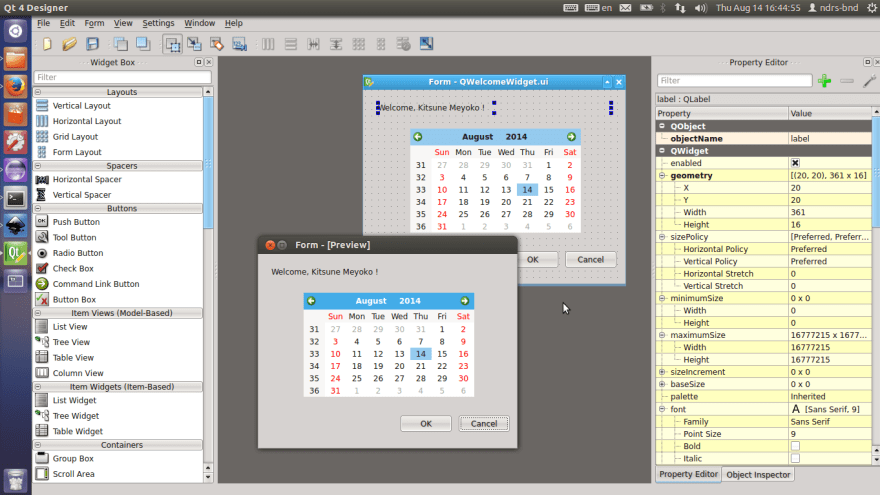 Qt 4 Designer
en
Thu Aug 14 16:44:55
ndrs-bnd
File Edit Form View Settings Window Help
Widget Box
Filter
Layouts
Vertical Layout
Horizontal Layout
Grid Layout
Form Layout
Spacers
Horizontal Spacer
Vertical Spacer
Buttons
Push Button
Tool Button
Radio Button
Check Box
Command Link Button
Button Box
Item Views (Model-Based)
List View
Tree View
Table View
Column View
Item Widgets (Item-Based)
List Widget
Tree Widget
Table Widget
Containers
Group Box
Scroll Area
Form - QWelcomeWidget.ui
Welcome, Kitsune Meyoko !
August 2014
Sun Mon Tue Wed Thu Fri Sat
31 27 28 29 30 31 1 2
32 3 4 5 6 7 8 9
33 10 11 12 13 14 15 16
34 17 18 19 20 21 22 23
35 24 25 26 27 28 29 30
36 31 1 2 3 4 5 6
OK Cancel
Form - [Preview]
Welcome, Kitsune Meyoko !
August 2014
Sun Mon Tue Wed Thu Fri Sat
31 27 28 29 30 31 1 2
32 3 4 5 6 7 8 9
33 10 11 12 13 14 15 16
34 17 18 19 20 21 22 23
35 24 25 26 27 28 29 30
36 31 1 2 3 4 5 6
OK Cancel
Property Editor
Filter
label : QLabel
Property Value
QObject
objectName label
QWidget
enabled
geometry [(20, 20), 361 x 16]
X 20
Y 20
Width 361
Height 16
sizePolicy [Preferred, Preferr...
Horizontal Policy Preferred
Vertical Policy Preferred
Horizontal Stretch 0
Vertical Stretch 0
minimumSize 0 x 0
Width 0
Height 0
maximumSize 16777215 x 1677...
Width 16777215
Height 16777215
sizeIncrement 0 x 0
baseSize 0 x 0
palette Inherited
font A [Sans Serif, 9]
Family Sans Serif
Point Size 9
Bold
Italic
Property Editor Object Inspector